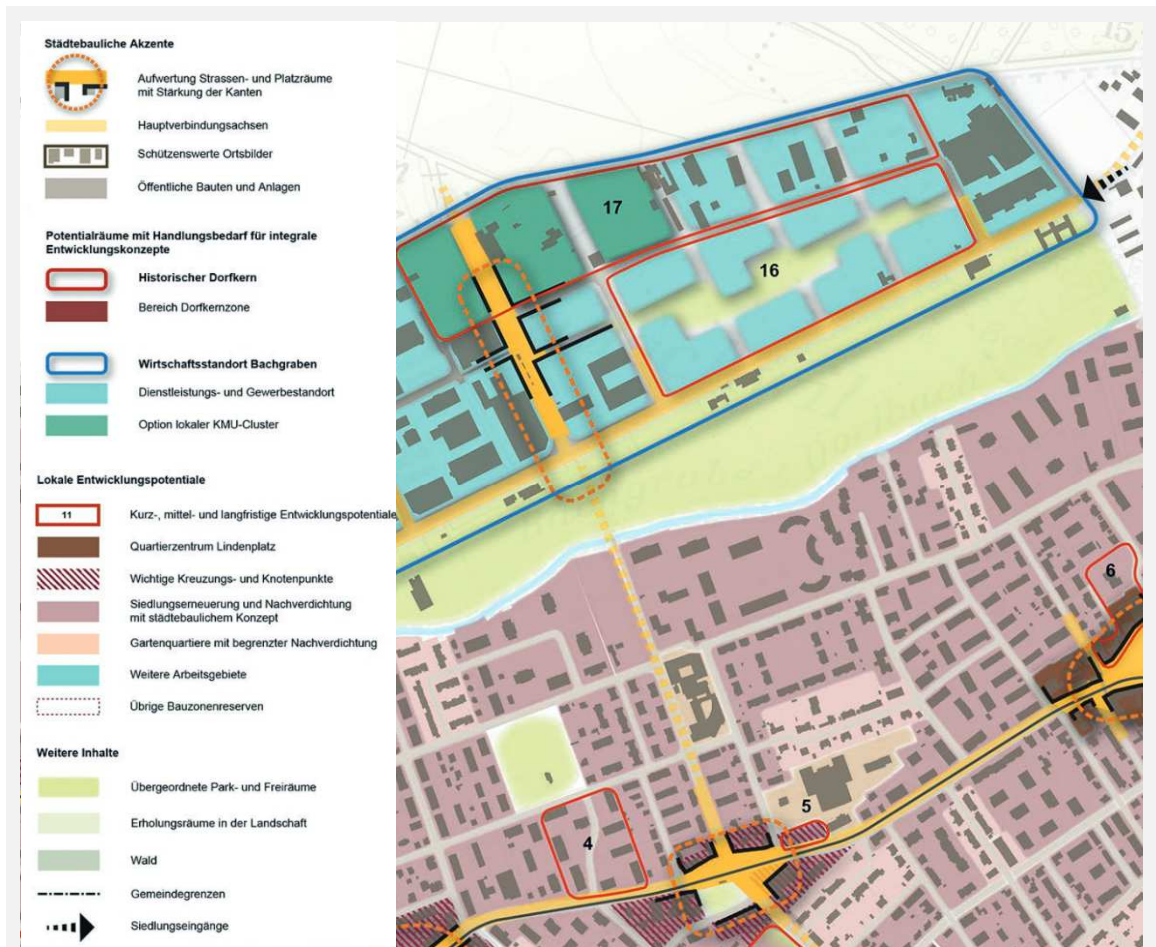 Städtebauliche Akzente
Aufwertung Strassen- und Platzräume
mit Stärkung der Kanten
Hauptverbindungsachsen
Schützenswerte Ortsbilder
Öffentliche Bauten und Anlagen
Potentialräume mit Handlungsbedarf für integrale
Entwicklungskonzepte
Historischer Dorfkern
Bereich Dorfkernzone
Wirtschaftsstandort Bachgraben
Dienstleistungs- und Gewerbestandort
Option lokaler KMU-Cluster
Lokale Entwicklungspotentiale
11 Kurz-, mittel- und langfristige Entwicklungspotentiale
Quartierzentrum Lindenplatz
Wichtige Kreuzungs- und Knotenpunkte
Siedlungserneuerung und Nachverdichtung
mit städtebaulichem Konzept
Gartenquartiere mit begrenzter Nachverdichtung
Weitere Arbeitsgebiete
Übrige Bauzonenreserven
Weitere Inhalte
Übergeordnete Park- und Freiräume
Erholungsräume in der Landschaft
Wald
Gemeindegrenzen
Siedlungseingänge
15
17
16
6
5
4